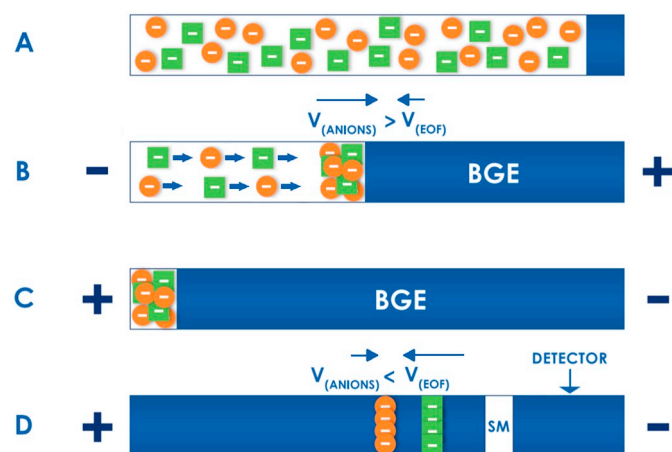 A
V(ANIONS) > V(EOF)
B - BGE +
C + BGE -
V(ANIONS) < V(EOF)
DETECTOR
D + SM -